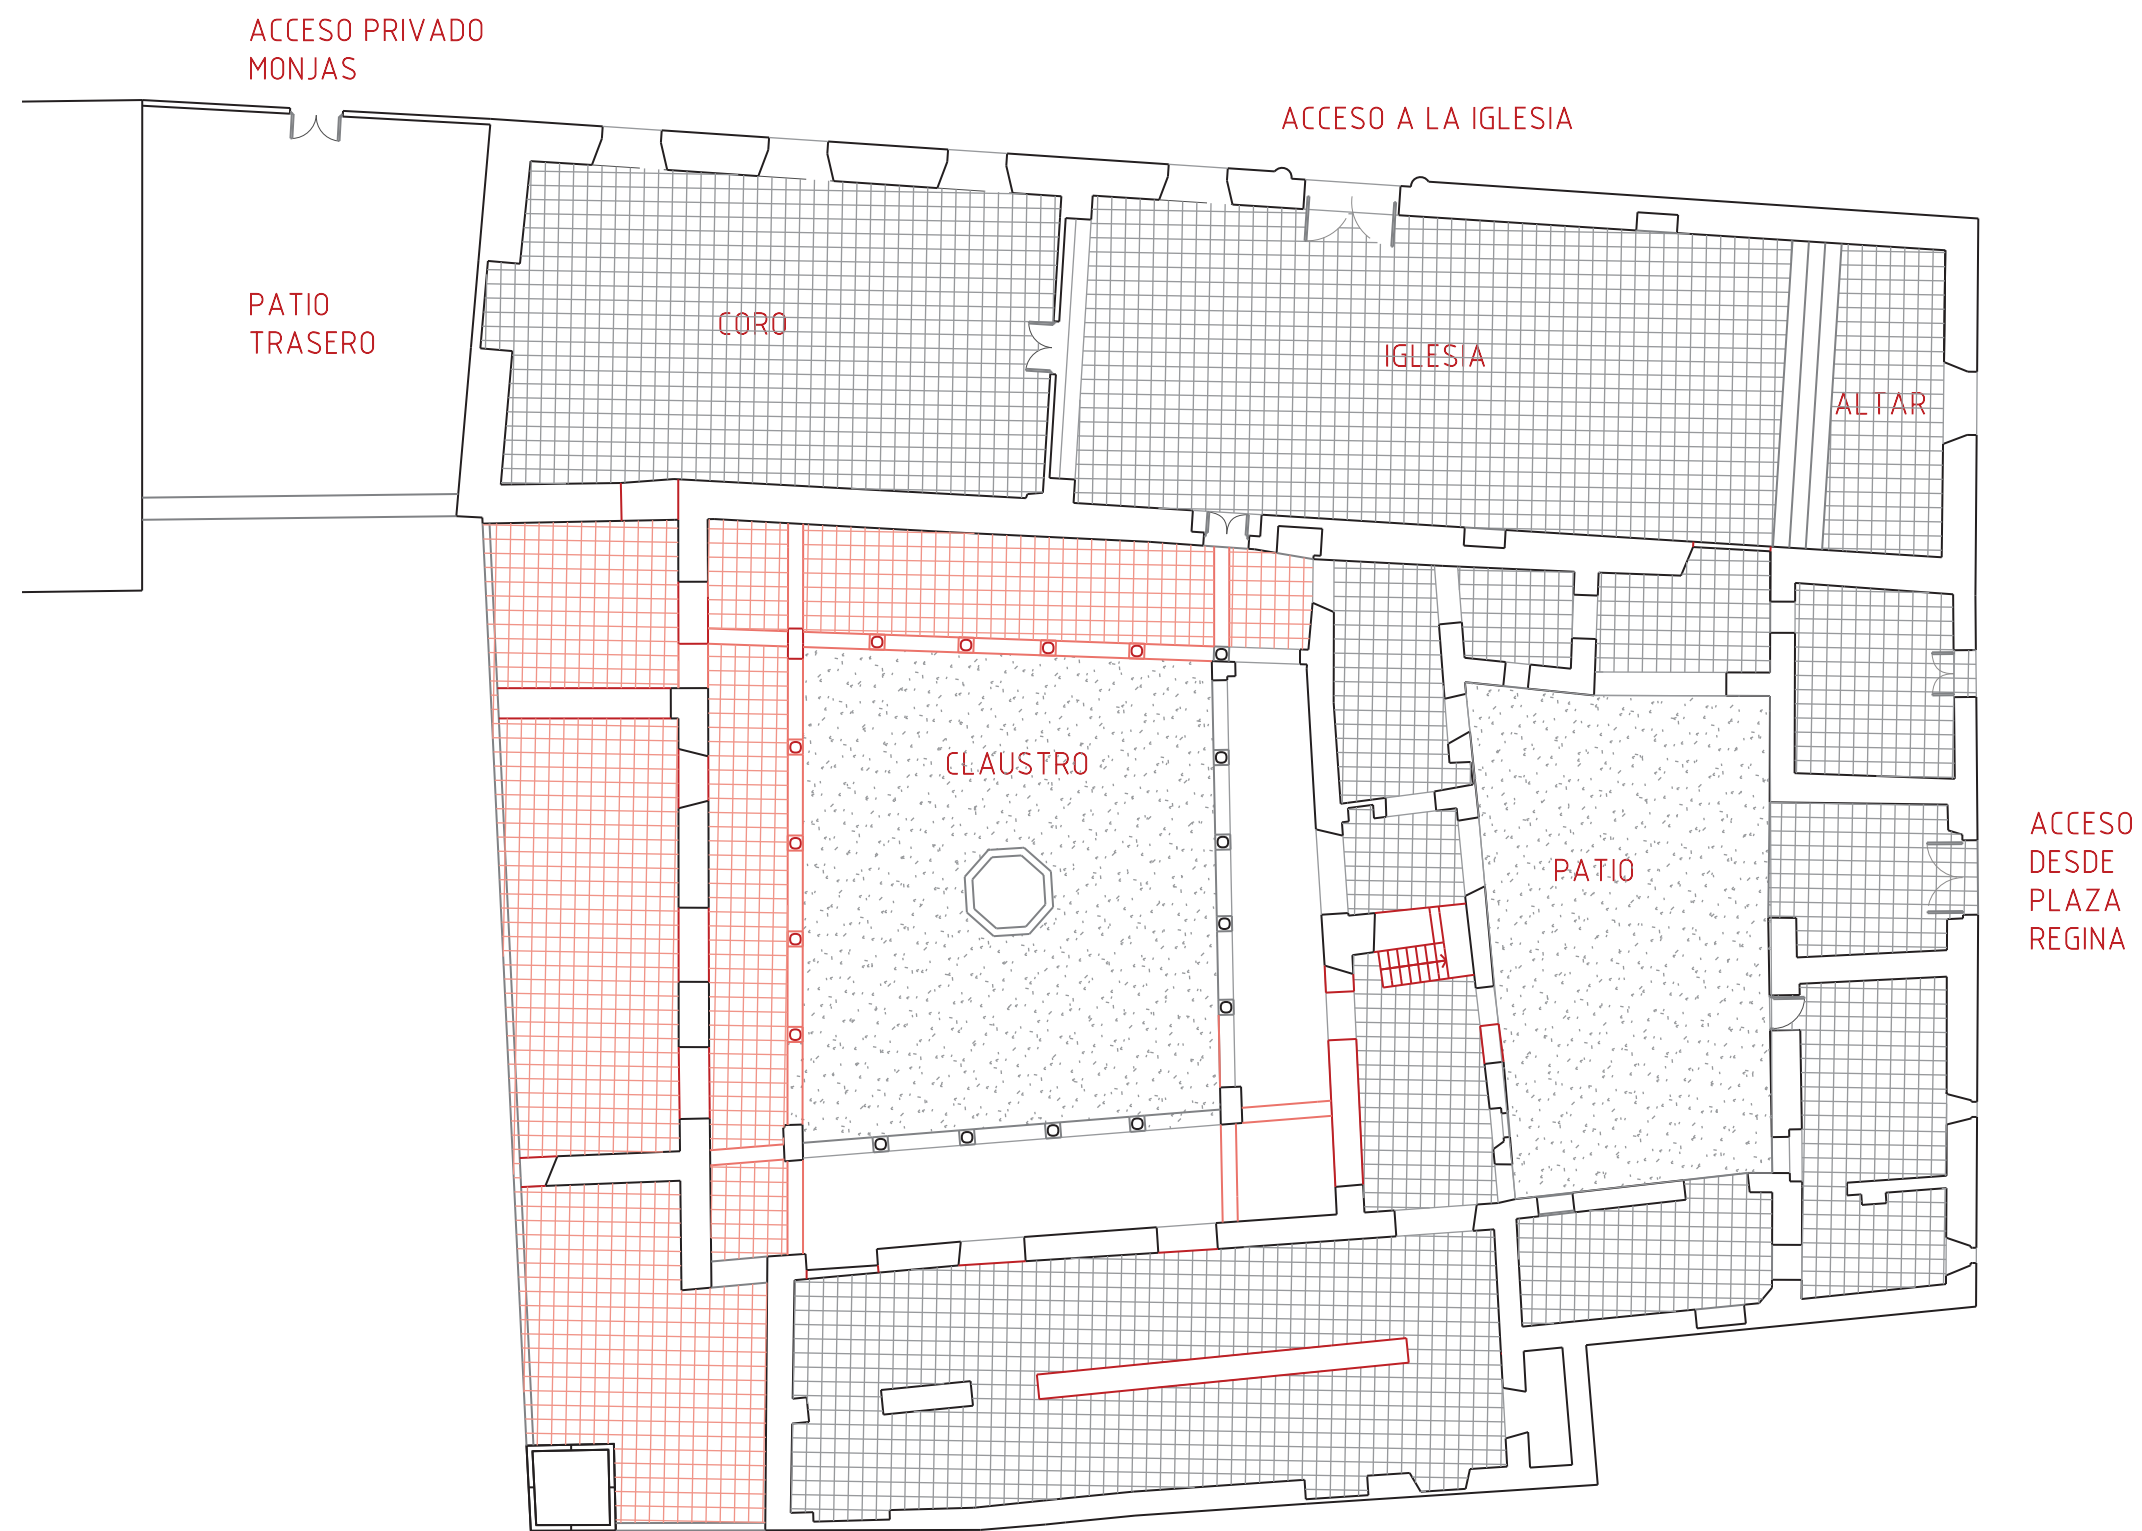 ACCESO PRIVADO
MONJAS
ACCESO A LA IGLESIA
PATIO
TRASERO
CORO
IGLESIA
ALTAR
CLAUSTRO
PATIO
ACCESO
DESDE
PLAZA
REGINA